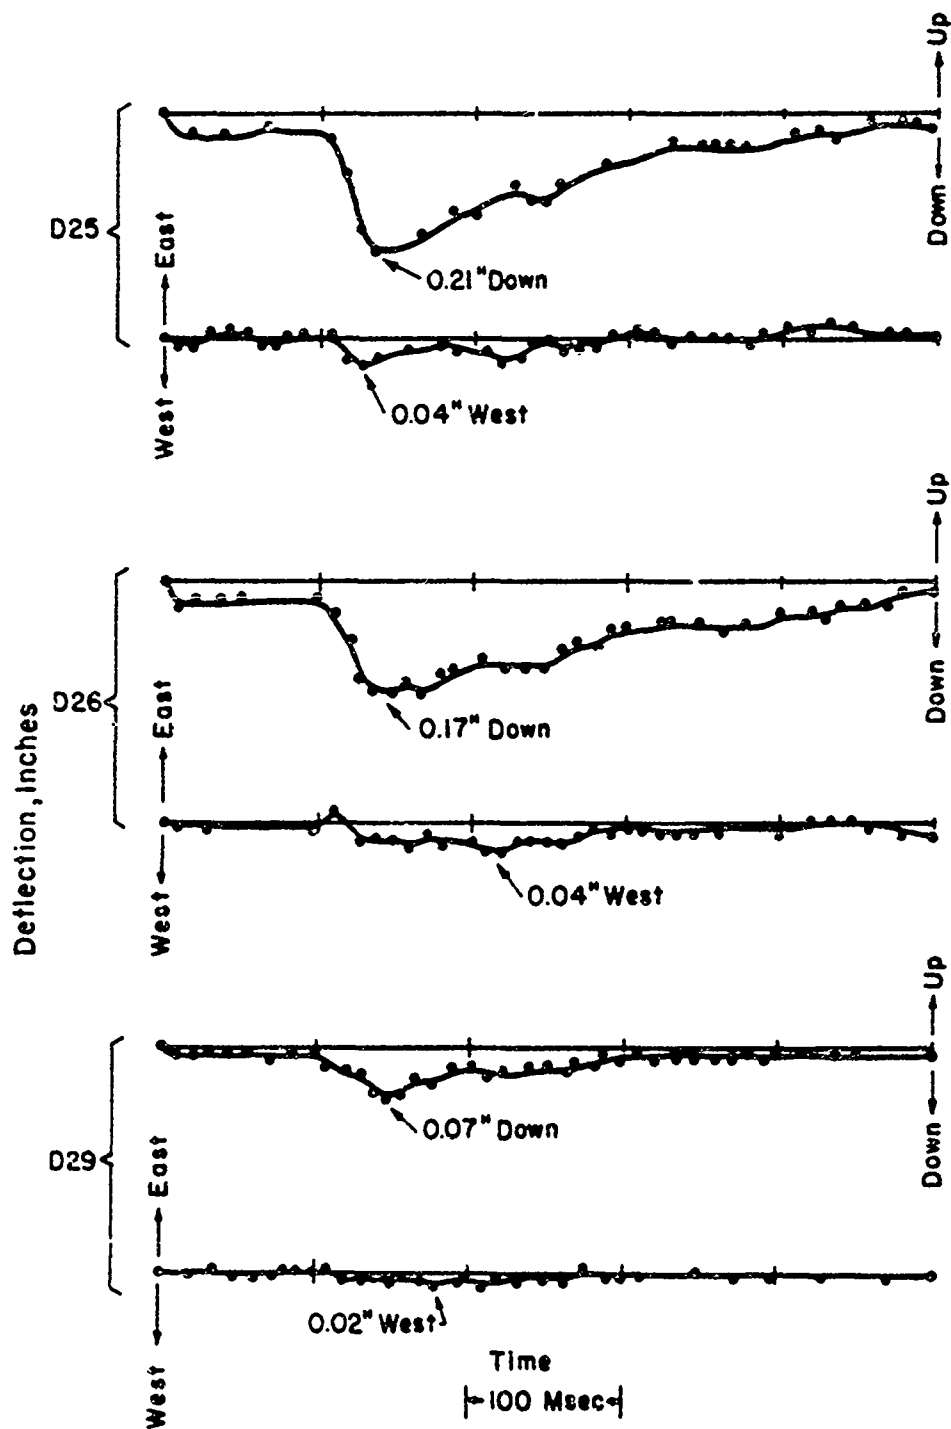 Deflection, Inches
D25
Up
Down
0.21" Down
East
West
0.04" West
D26
Up
Down
0.17" Down
East
West
0.04" West
D29
Up
Down
0.07" Down
East
West
0.02" West
Time
100 Msec